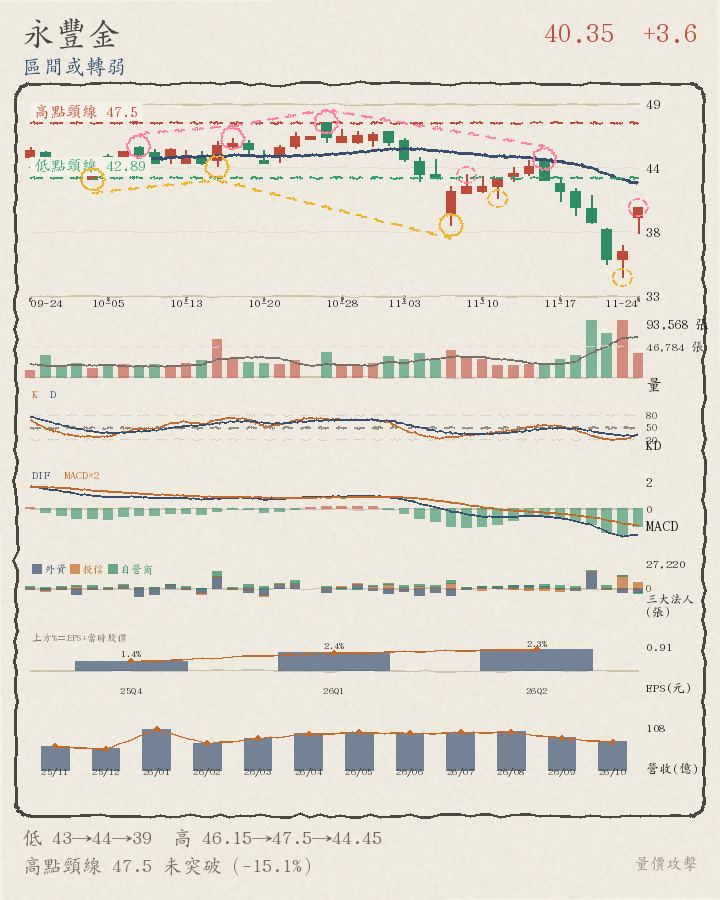 永豐金
40.35 +3.6
區間或轉弱
高點頸線 47.5
低點頸線 42.89
49
44
38
33
09-24 10-05 10-13 10-20 10-28 11-03 11-10 11-17 11-24
93,568 張
46,784 張
量
K D
80
50
20
KD
DIF MACD×2
2
0
MACD
外資 投信 自營商
27,220
0
三大法人
(張)
上方%=EPS÷當時股價
1.4% 2.4% 2.3%
0.91
25Q4 26Q1 26Q2
EPS(元)
108
25/11 25/12 26/01 26/02 26/03 26/04 26/05 26/06 26/07 26/08 26/09 26/10
營收(億)
低 43→44→39 高 46.15→47.5→44.45
高點頸線 47.5 未突破 (-15.1%)
量價攻擊